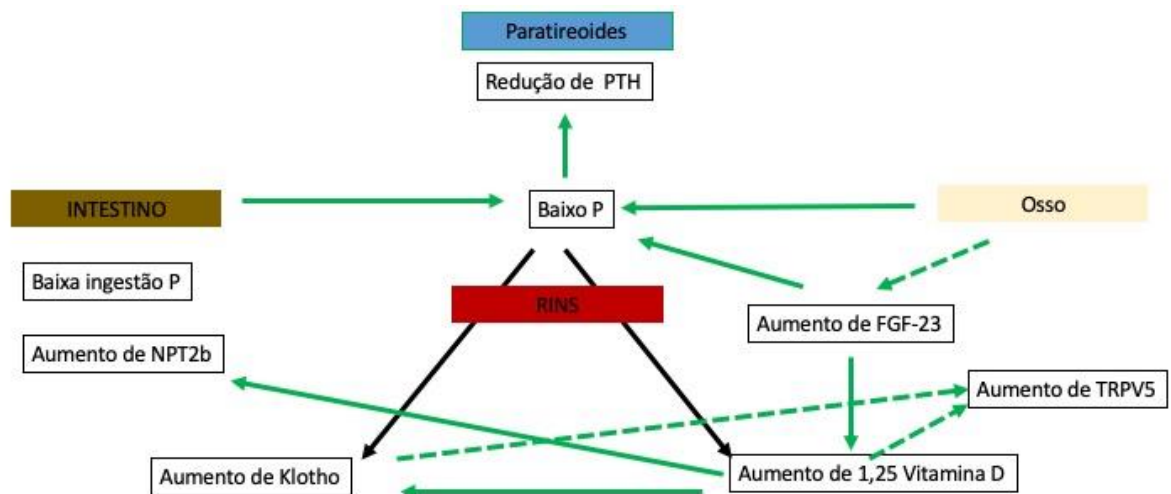 Paratireoides
Redução de PTH
INTESTINO
Baixo P
Osso
Baixa ingestão P
RINS
Aumento de FGF-23
Aumento de NPT2b
Aumento de TRPV5
Aumento de Klotho
Aumento de 1,25 Vitamina D